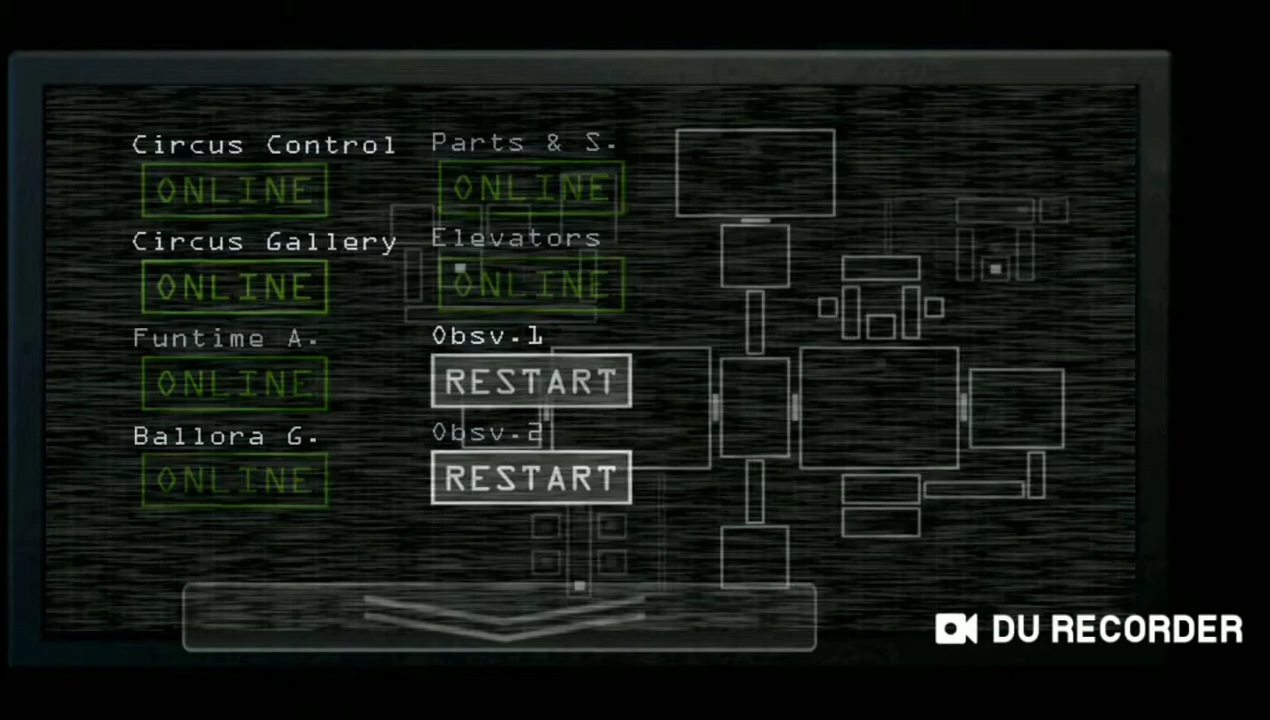 Circus Control
ONLINE
Circus Gallery
ONLINE
Funtime A.
ONLINE
Ballora G.
ONLINE
Parts & S.
ONLINE
Elevators
ONLINE
Obsv.1
RESTART
Obsv.2
RESTART
DU RECORDER